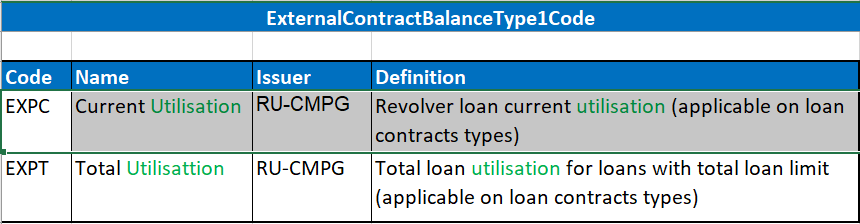 ExternalContractBalanceType1Code
Code Name Issuer Definition
EXPC Current Utilisation RU-CMPG Revolver loan current utilisation (applicable on loan
contracts types)
EXPT Total Utilisattion RU-CMPG Total loan utilisation for loans with total loan limit
(applicable on loan contracts types)